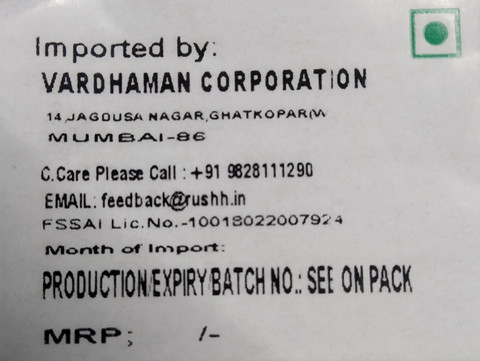 Imported by:
VARDHAMAN CORPORATION
14,JAGDUSA NAGAR,GHATKOPAR(W
MUMBAI-86
C.Care Please Call : +91 9828111290
EMAIL: feedback@rushh.in
FSSAI Lic.No.-10018022007924
Month of Import:
PRODUCTION/EXPIRY/BATCH NO.: SEE ON PACK
MRP: /-